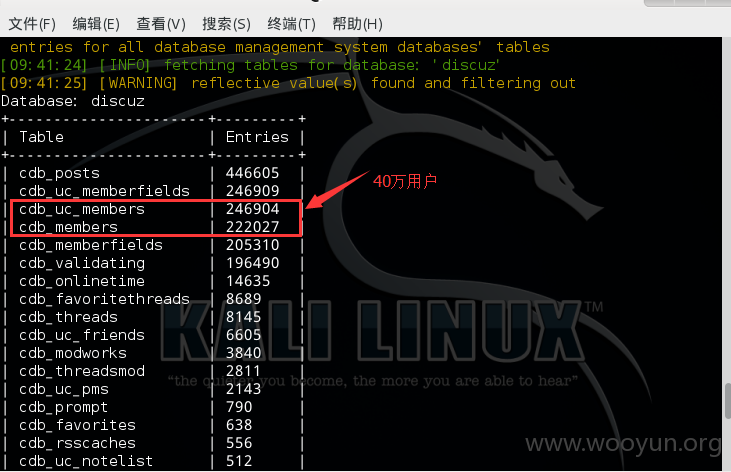 文件(F) 编辑(E) 查看(V) 搜索(S) 终端(T) 帮助(H)
entries for all database management system databases' tables
[09:41:24] [INFO] fetching tables for database: 'discuz'
[09:41:25] [WARNING] reflective value(s) found and filtering out
Database: discuz
+---------------------+---------+
| Table | Entries |
+---------------------+---------+
| cdb_posts | 446605 |
| cdb_uc_memberfields | 246909 |
| cdb_uc_members | 246904 |
| cdb_members | 222027 |
40万用户
| cdb_memberfields | 205310 |
| cdb_validating | 196490 |
| cdb_onlinetime | 14635 |
| cdb_favoritethreads | 8689 |
| cdb_threads | 8145 |
| cdb_uc_friends | 6605 |
| cdb_modworks | 3840 |
| cdb_threadsmod | 2811 |
| cdb_uc_pms | 2143 |
| cdb_prompt | 790 |
| cdb_favorites | 638 |
| cdb_rsscaches | 556 |
| cdb_uc_notelist | 512 |
KALI LINUX™
"the quieter you become, the more you are able to hear"
www.wooyun.org